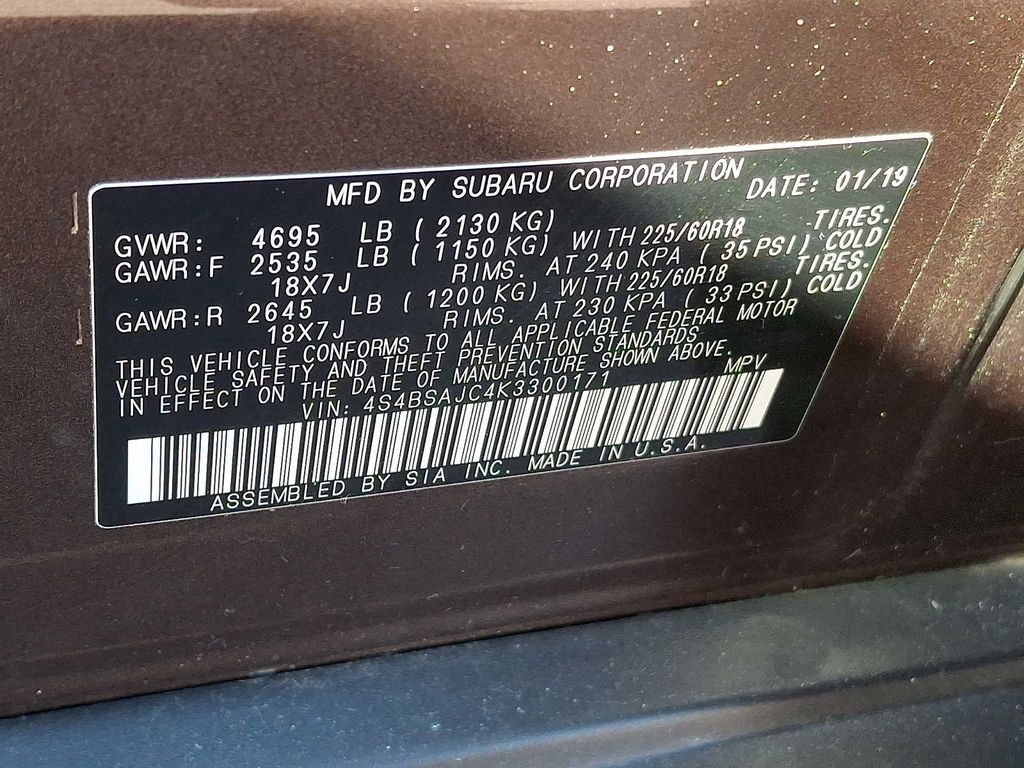 MFD BY SUBARU CORPORATION DATE: 01/19
GVWR: 4695 LB (2130 KG)
GAWR:F 2535 LB (1150 KG) WITH 225/60R18 TIRES.
18X7J RIMS. AT 240 KPA (35 PSI) COLD
GAWR:R 2645 LB (1200 KG) WITH 225/60R18 TIRES.
18X7J RIMS. AT 230 KPA (33 PSI) COLD
THIS VEHICLE CONFORMS TO ALL APPLICABLE FEDERAL MOTOR
VEHICLE SAFETY AND THEFT PREVENTION STANDARDS
IN EFFECT ON THE DATE OF MANUFACTURE SHOWN ABOVE.
VIN: 4S4BSAJC4K3300171 MPV
ASSEMBLED BY SIA INC. MADE IN U.S.A.